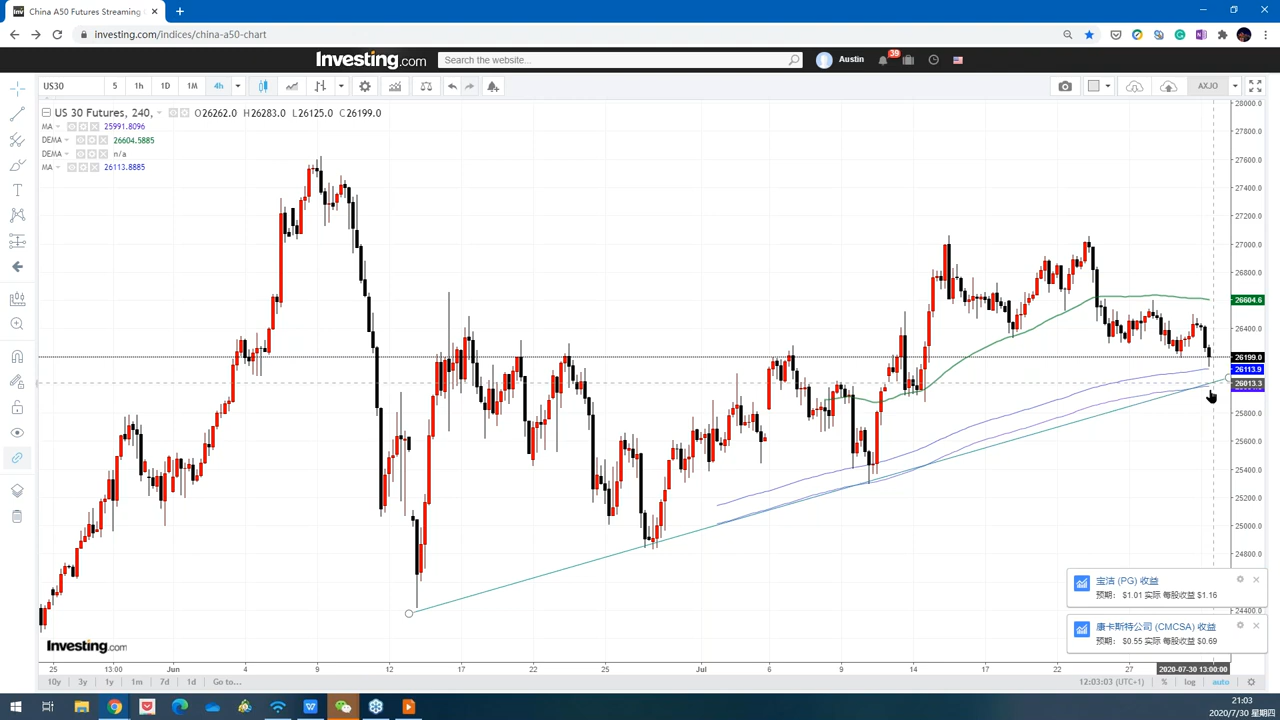 China A50 Futures Streaming
investing.com/indices/china-a50-chart
Investing.com
Search the website...
Austin
39
US30
5
1h
1D
1M
4h
AXJO
US 30 Futures, 240,
O26262.0 H26283.0 L26125.0 C26199.0
MA 25991.8096
DEMA 26604.5885
DEMA n/a
MA 26113.8885
28000.0
27800.0
27600.0
27400.0
27200.0
27000.0
26800.0
26604.6
26400.0
26199.0
26113.9
26013.3
25800.0
25600.0
25400.0
25200.0
25000.0
24800.0
24400.0
宝洁 (PG) 收益
预期: $1.01 实际 每股收益 $1.16
康卡斯特公司 (CMCSA) 收益
预期: $0.55 实际 每股收益 $0.69
Investing.com
25 13:00 Jun 4 9 12 17 22 25 Jul 6 9 14 17 22 27 2020-07-30 13:00:00
10y 3y 1y 1m 7d 1d Go to... 12:03:03 (UTC+1) % log auto
21:03
2020/7/30 星期四